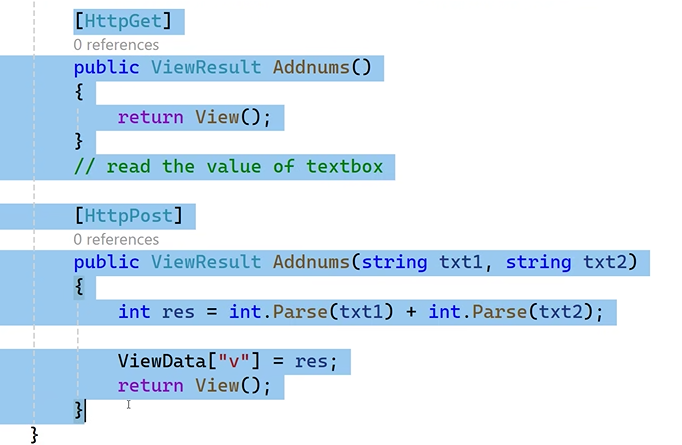 [HttpGet]
0 references
public ViewResult Addnums()
{
return View();
}
// read the value of textbox
[HttpPost]
0 references
public ViewResult Addnums(string txt1, string txt2)
{
int res = int.Parse(txt1) + int.Parse(txt2);
ViewData["v"] = res;
return View();
}
}